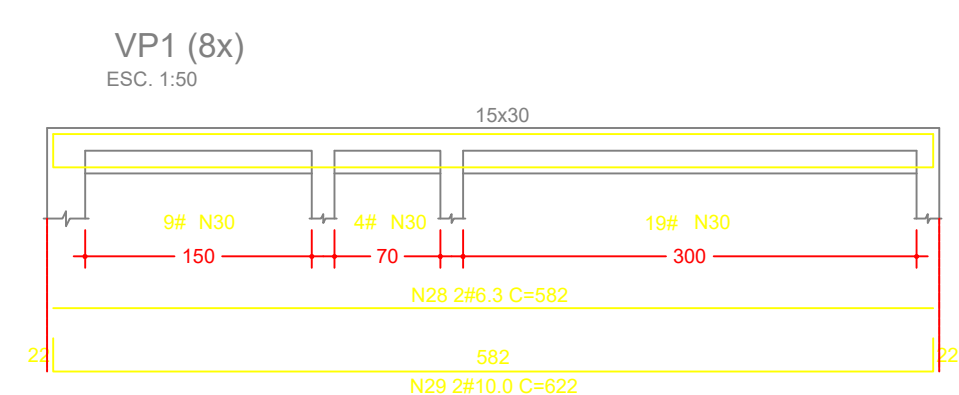 VP1 (8x)
ESC. 1:50
15x30
9# N30 4# N30 19# N30
150 70 300
N28 2#6.3 C=582
22 582 22
N29 2#10.0 C=622